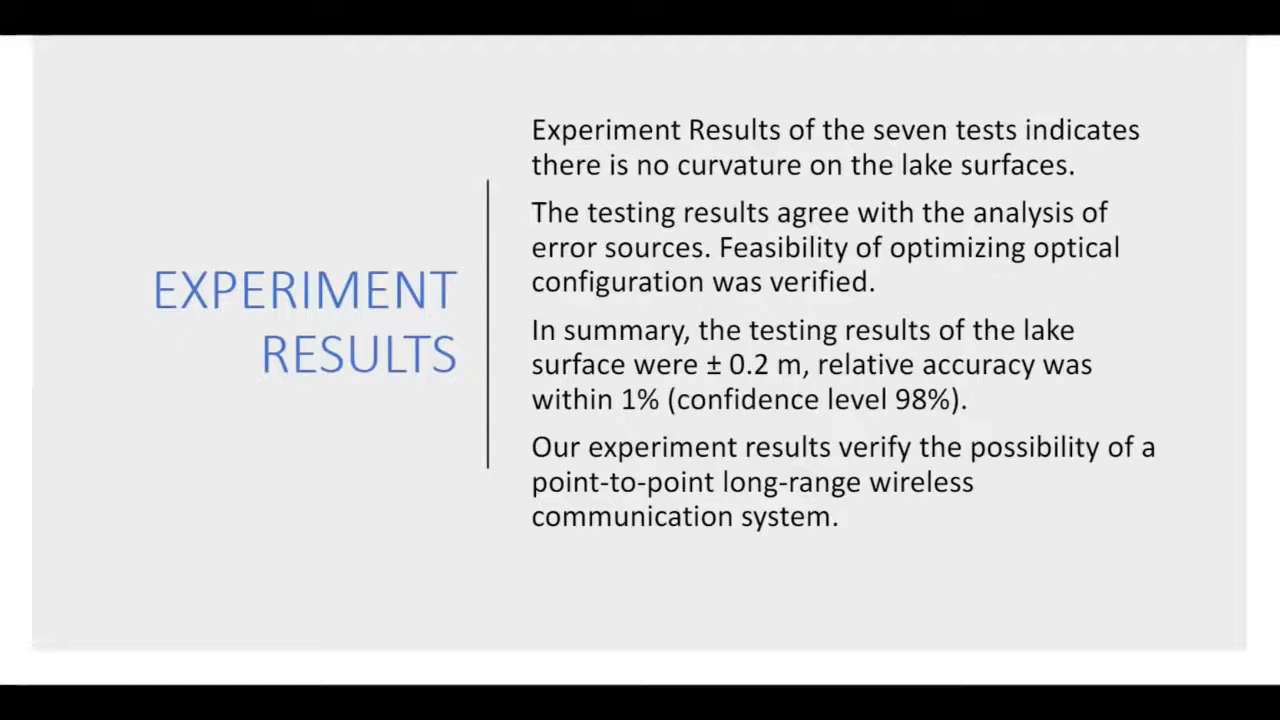 EXPERIMENT
RESULTS
Experiment Results of the seven tests indicates
there is no curvature on the lake surfaces.
The testing results agree with the analysis of
error sources. Feasibility of optimizing optical
configuration was verified.
In summary, the testing results of the lake
surface were ± 0.2 m, relative accuracy was
within 1% (confidence level 98%).
Our experiment results verify the possibility of a
point-to-point long-range wireless
communication system.